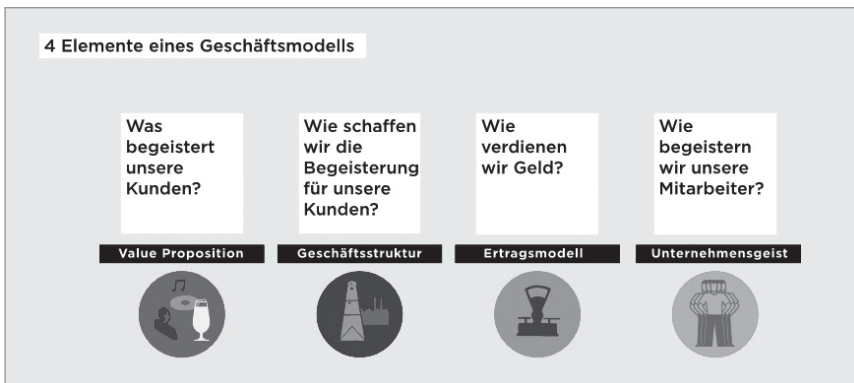 4 Elemente eines Geschäftsmodells
Was
begeistert
unsere
Kunden?
Value Proposition
Wie schaffen
wir die
Begeisterung
für unsere
Kunden?
Geschäftsstruktur
Wie
verdienen
wir Geld?
Ertragsmodell
Wie
begeistern
wir unsere
Mitarbeiter?
Unternehmensgeist